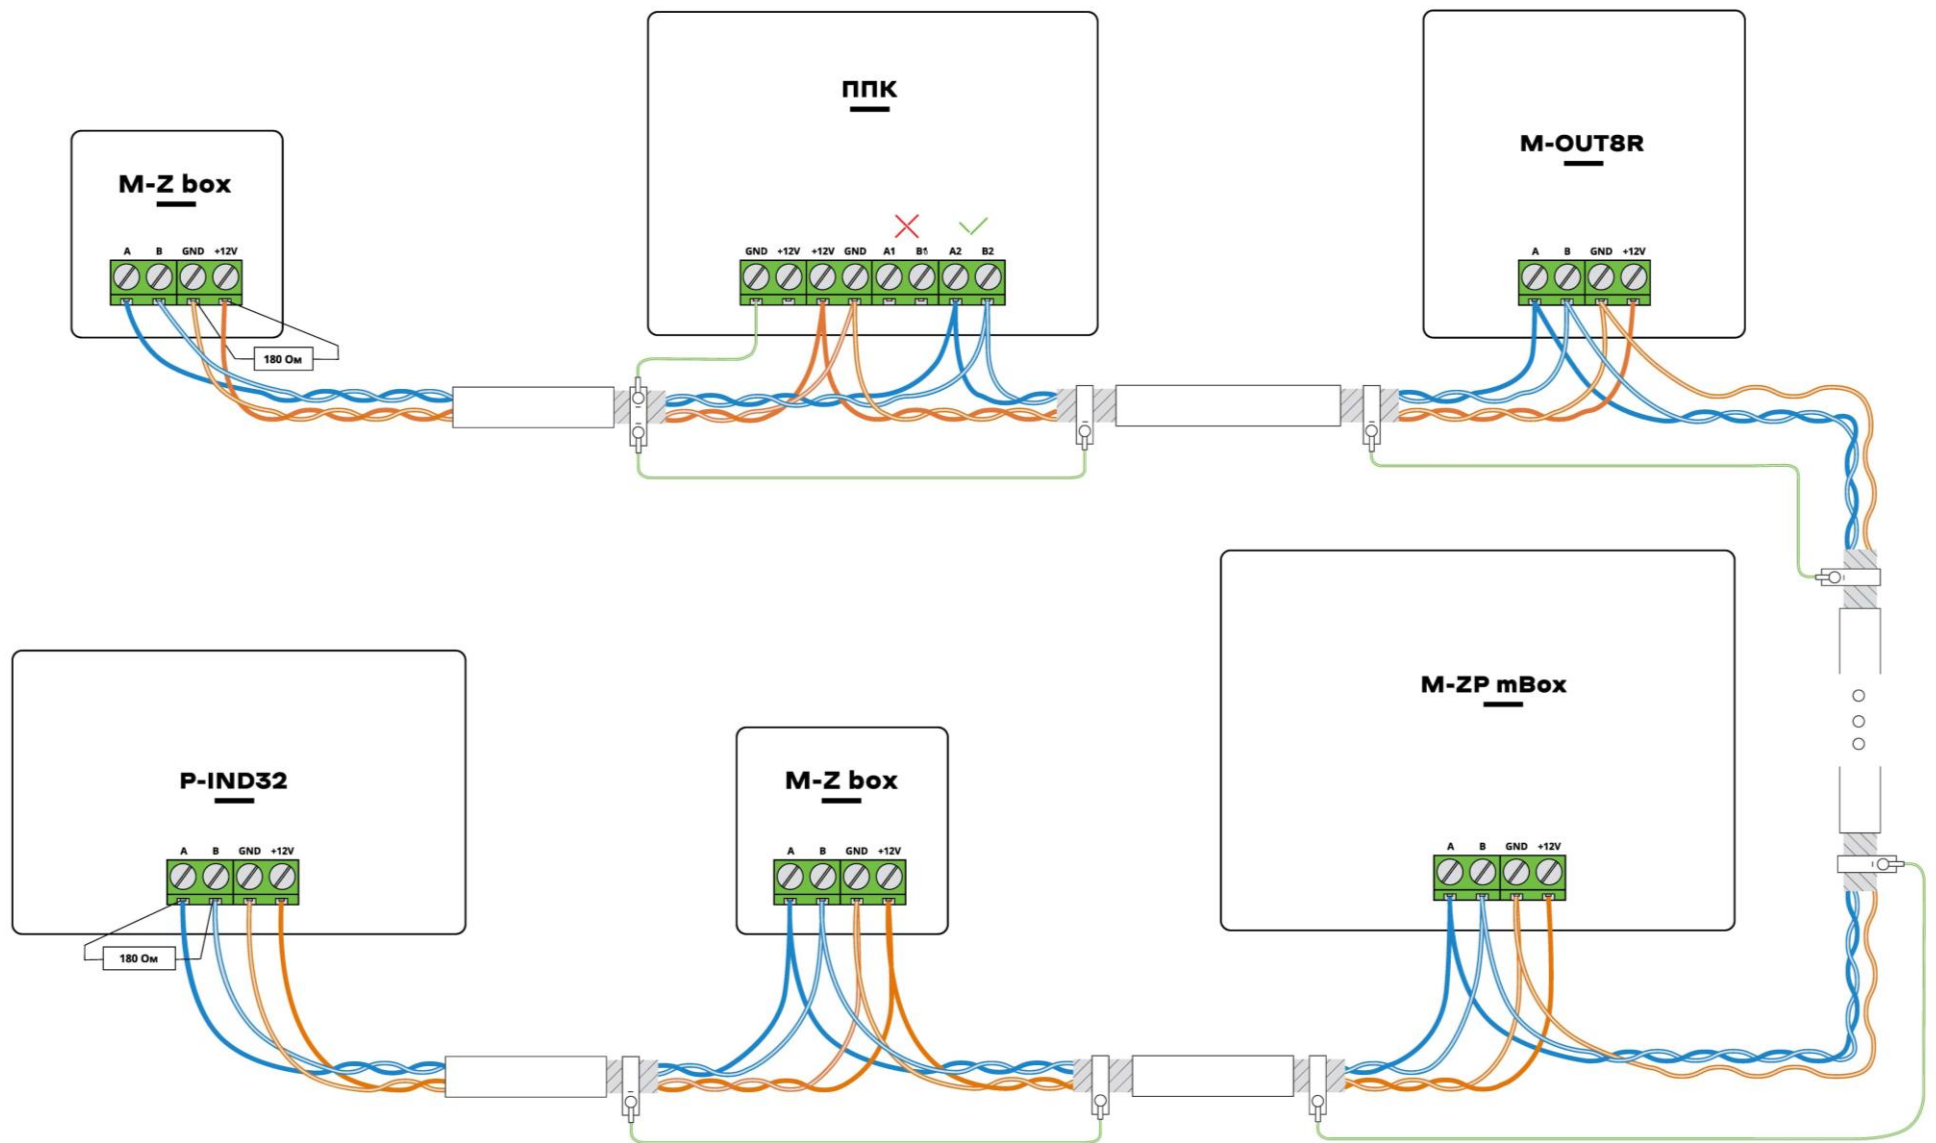 ППК
M-OUT8R
M-Z box
A B GND +12V
GND +12V +12V GND A1 B1 A2 B2
A B GND +12V
180 Ом
M-ZP mBox
P-IND32
M-Z box
A B GND +12V
A B GND +12V
A B GND +12V
180 Ом